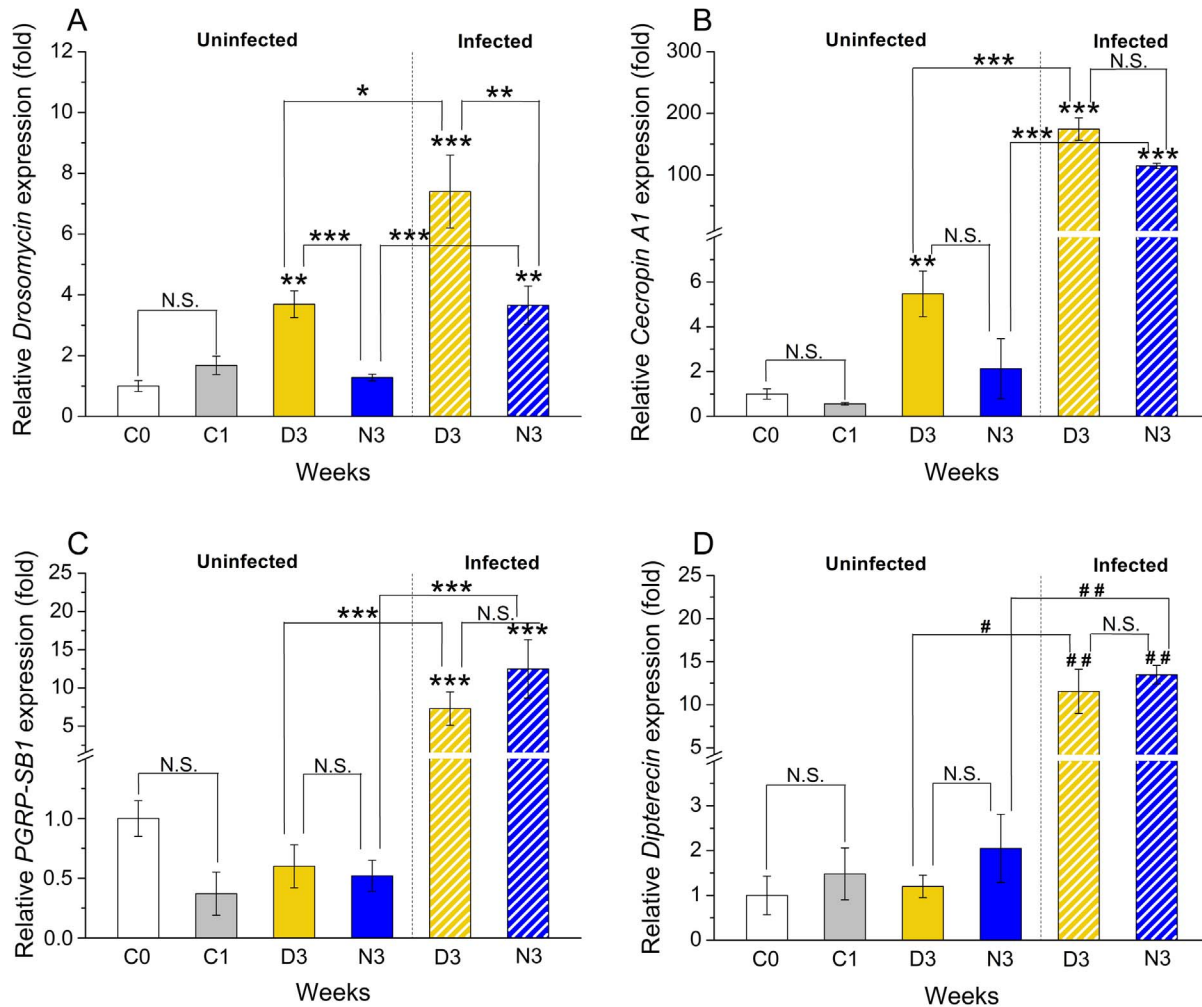 A
Uninfected Infected
Relative Drosomycin expression (fold)
12
10
8
6
4
2
0
* **
***
*** *** **
**
N.S.
C0 C1 D3 N3 D3 N3
Weeks
B
Uninfected Infected
Relative Cecropin A1 expression (fold)
300
200
100
6
4
2
0
*** N.S.
***
*** ***
N.S.
**
N.S.
C0 C1 D3 N3 D3 N3
Weeks
C
Uninfected Infected
Relative PGRP-SB1 expression (fold)
25
20
15
10
5
1.0
0.5
0.0
***
*** N.S.
***
***
N.S. N.S.
C0 C1 D3 N3 D3 N3
Weeks
D
Uninfected Infected
Relative Diptericin expression (fold)
25
20
15
10
5
3
2
1
0
##
# N.S.
## ##
N.S. N.S.
C0 C1 D3 N3 D3 N3
Weeks